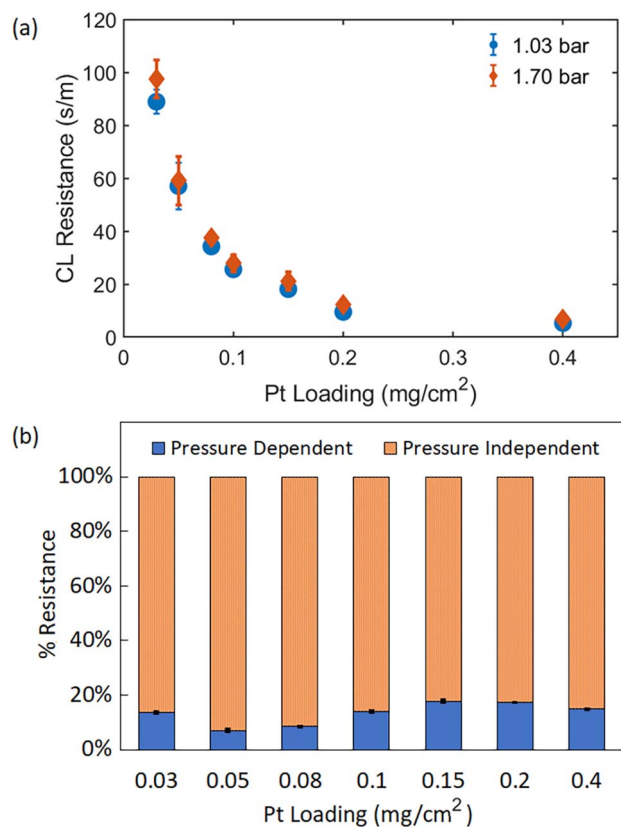 (a)
120
100
80
60
40
20
0
CL Resistance (s/m)
1.03 bar
1.70 bar
0 0.1 0.2 0.3 0.4
Pt Loading (mg/cm²)
(b)
Pressure Dependent Pressure Independent
100%
80%
60%
40%
20%
0%
% Resistance
0.03 0.05 0.08 0.1 0.15 0.2 0.4
Pt Loading (mg/cm²)